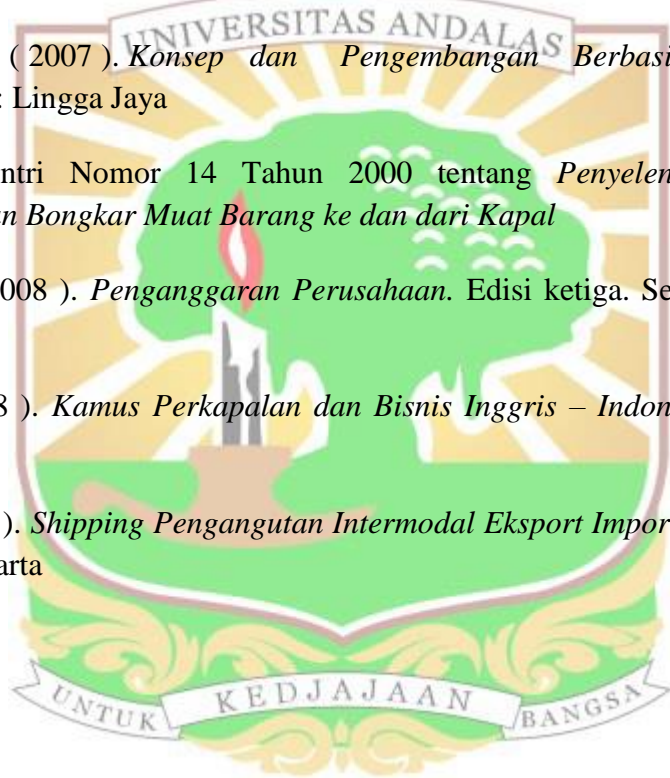 UNIVERSITAS ANDALAS
( 2007 ). Konsep dan Pengembangan Berbasi
: Lingga Jaya
ntri Nomor 14 Tahun 2000 tentang Penyelen
n Bongkar Muat Barang ke dan dari Kapal
008 ). Penganggaran Perusahaan. Edisi ketiga. Se
8 ). Kamus Perkapalan dan Bisnis Inggris – Indon
). Shipping Pengangutan Intermodal Eksport Impor
arta
UNTUK KEDJAJAAN BANGSA